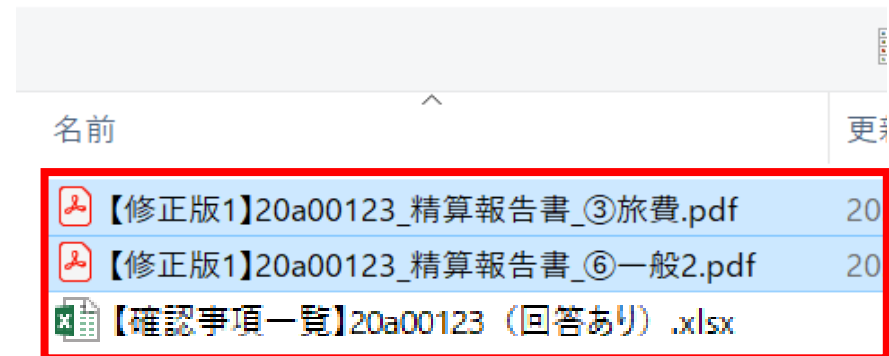 名前 更
【修正版1】20a00123_精算報告書_③旅費.pdf 20
【修正版1】20a00123_精算報告書_⑥一般2.pdf 20
【確認事項一覧】20a00123（回答あり）.xlsx